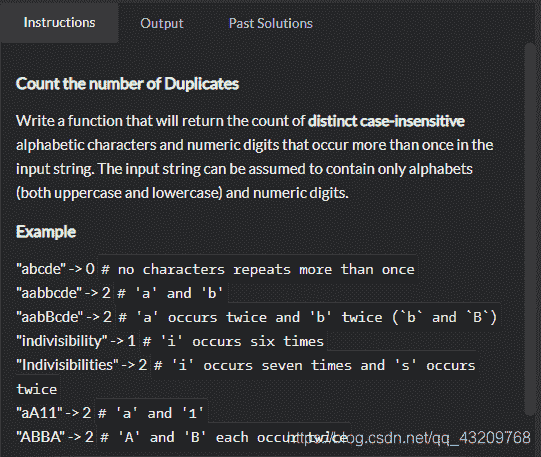 Instructions Output Past Solutions
Count the number of Duplicates
Write a function that will return the count of distinct case-insensitive
alphabetic characters and numeric digits that occur more than once in the
input string. The input string can be assumed to contain only alphabets
(both uppercase and lowercase) and numeric digits.
Example
"abcde" -> 0 # no characters repeats more than once
"aabbcde" -> 2 # 'a' and 'b'
"aabBcde" -> 2 # 'a' occurs twice and 'b' twice (`b` and `B`)
"indivisibility" -> 1 # 'i' occurs six times
"Indivisibilities" -> 2 # 'i' occurs seven times and 's' occurs
twice
"aA11" -> 2 # 'a' and '1'
"ABBA" -> 2 # 'A' and 'B' each occur twice
https://blog.csdn.net/qq_43209768